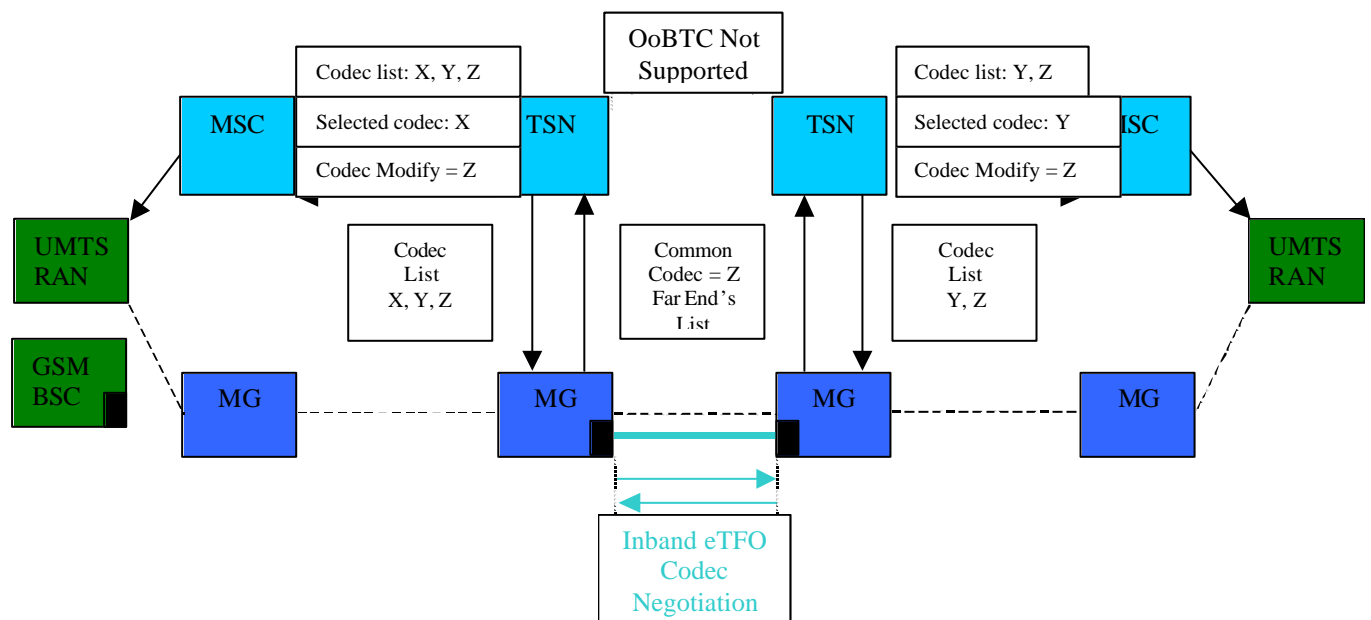 OoBTC Not
Supported
Codec list: X, Y, Z
Codec list: Y, Z
MSC
Selected codec: X
TSN
TSN
Selected codec: Y
ISC
Codec Modify = Z
Codec Modify = Z
UMTS
RAN
Codec
List
X, Y, Z
Common
Codec = Z
Far End's
List
Codec
List
Y, Z
UMTS
RAN
GSM
BSC
MG
MG
MG
MG
Inband eTFO
Codec
Negotiation